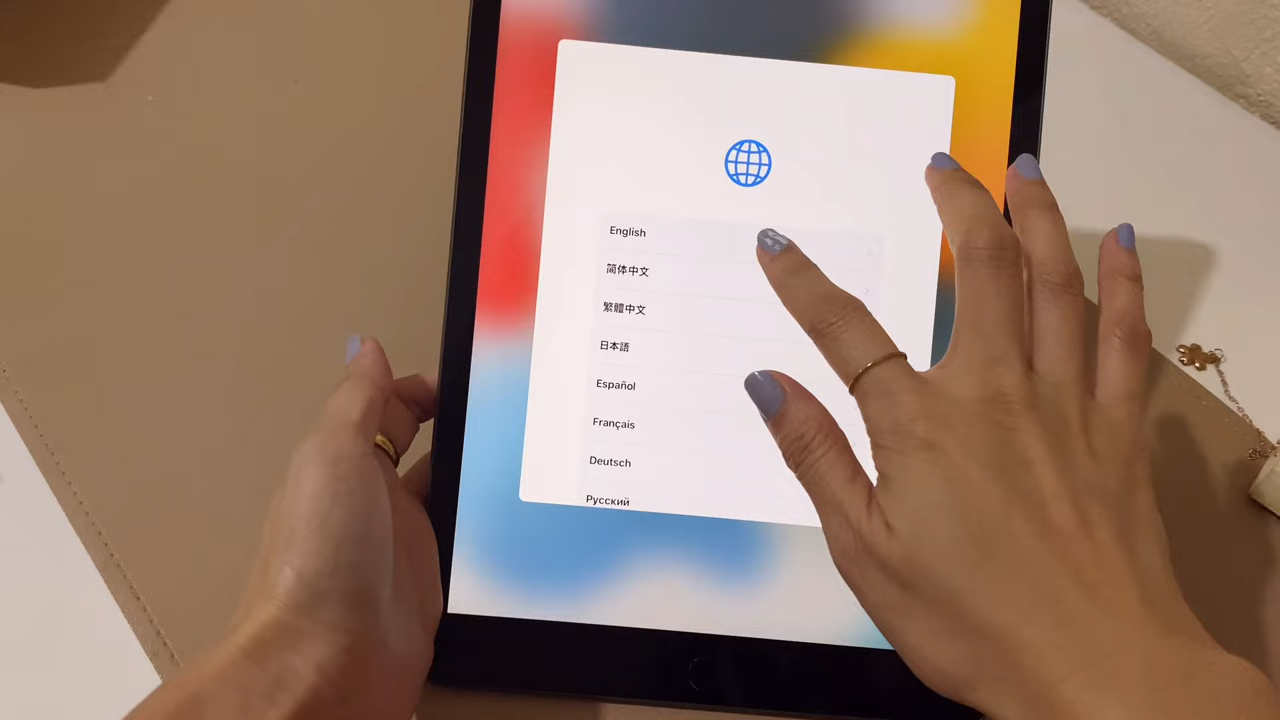 English
简体中文
繁體中文
日本語
Español
Français
Deutsch
Русский